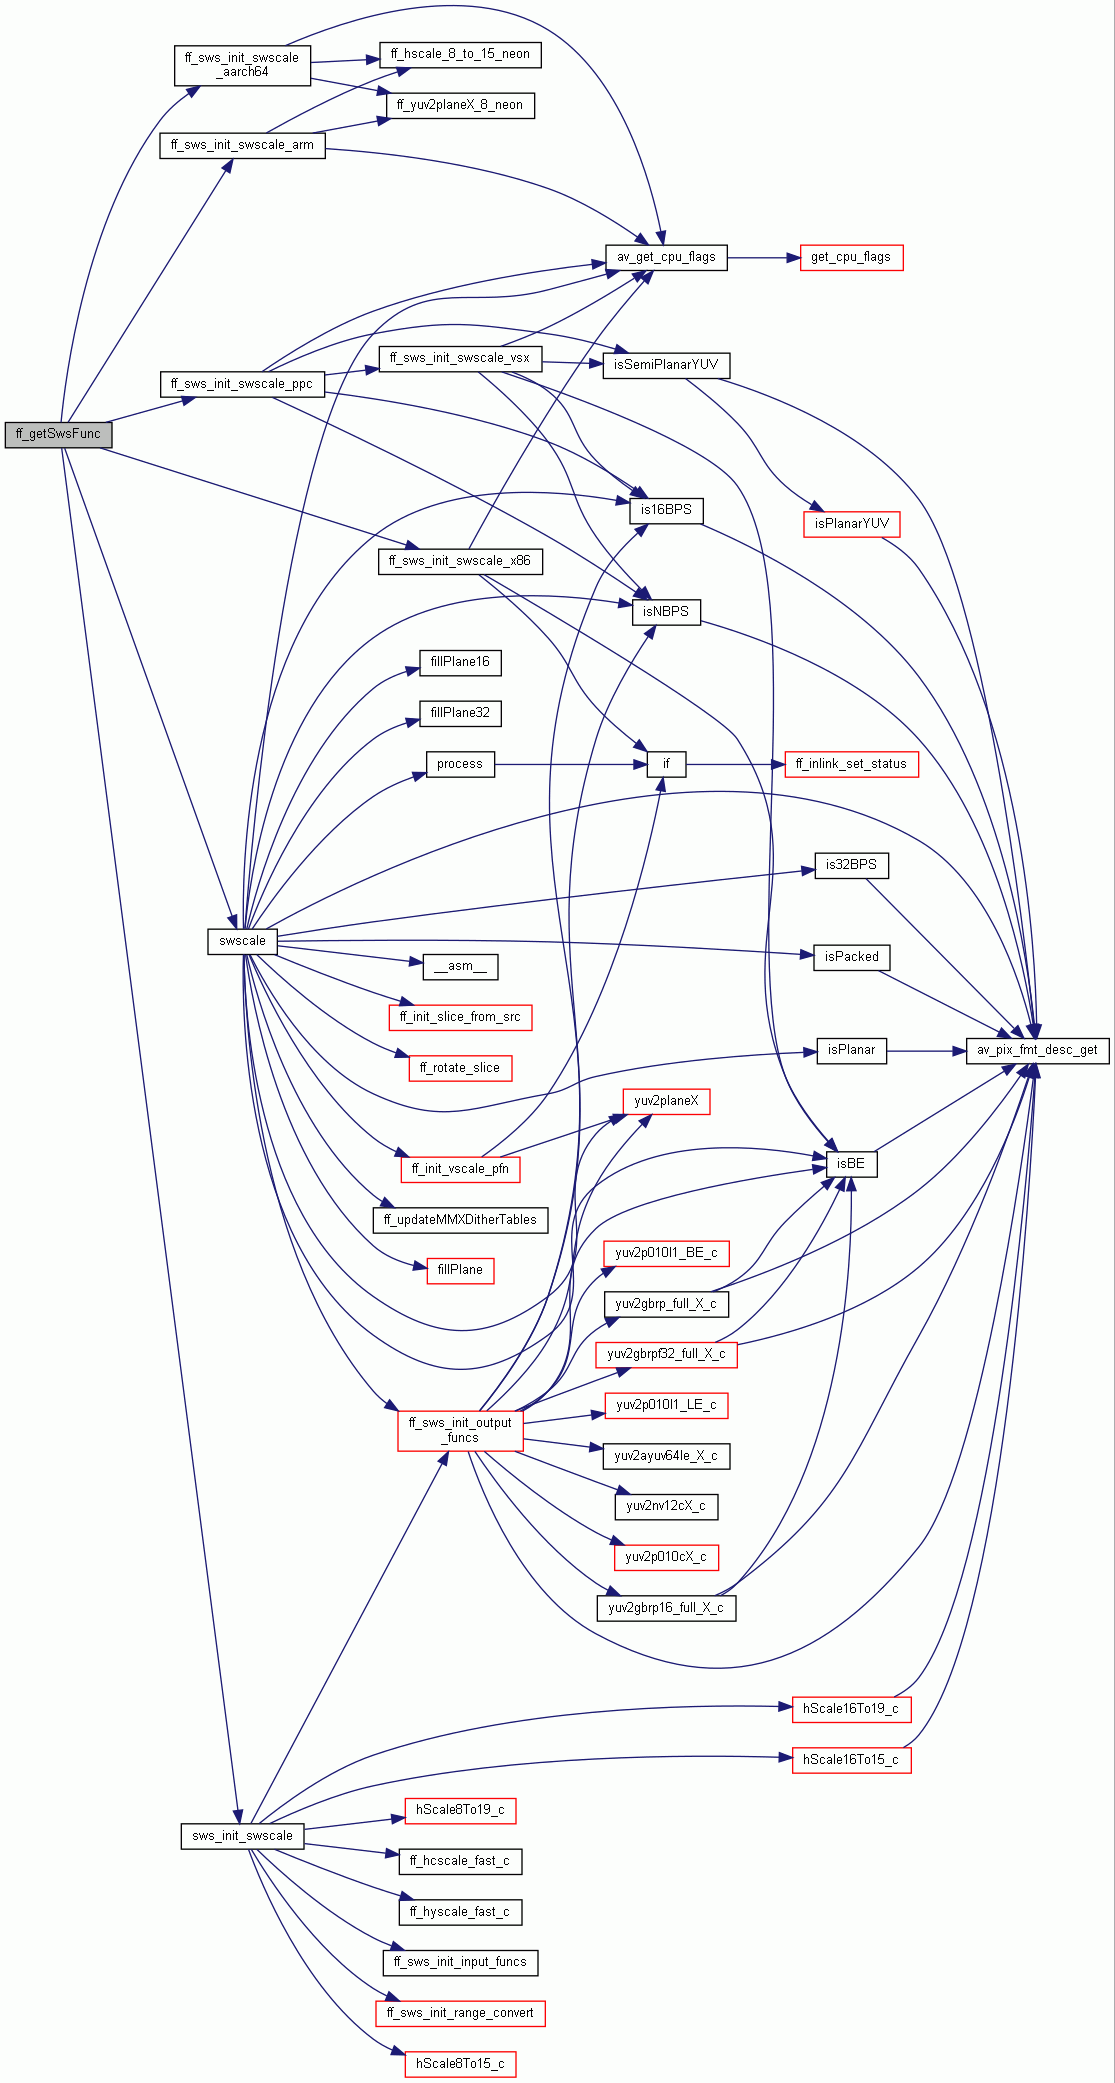 ff_sws_init_swscale
_aarch64
ff_hscale_8_to_15_neon
ff_yuv2planeX_8_neon
ff_sws_init_swscale_arm
av_get_cpu_flags
get_cpu_flags
ff_sws_init_swscale_vsx
isSemiPlanarYUV
ff_sws_init_swscale_ppc
ff_getSwsFunc
is16BPS
isPlanarYUV
ff_sws_init_swscale_x86
isNBPS
fillPlane16
fillPlane32
process
if
ff_inlink_set_status
is32BPS
swscale
isPacked
__asm__
ff_init_slice_from_src
isPlanar
av_pix_fmt_desc_get
ff_rotate_slice
yuv2planeX
ff_init_vscale_pfn
isBE
ff_updateMMXDitherTables
yuv2p010l1_BE_c
fillPlane
yuv2gbrp_full_X_c
yuv2gbrpf32_full_X_c
yuv2p010l1_LE_c
ff_sws_init_output
_funcs
yuv2ayuv64le_X_c
yuv2nv12cX_c
yuv2p010cX_c
yuv2gbrp16_full_X_c
hScale16To19_c
hScale16To15_c
hScale8To19_c
sws_init_swscale
ff_hcscale_fast_c
ff_hyscale_fast_c
ff_sws_init_input_funcs
ff_sws_init_range_convert
hScale8To15_c